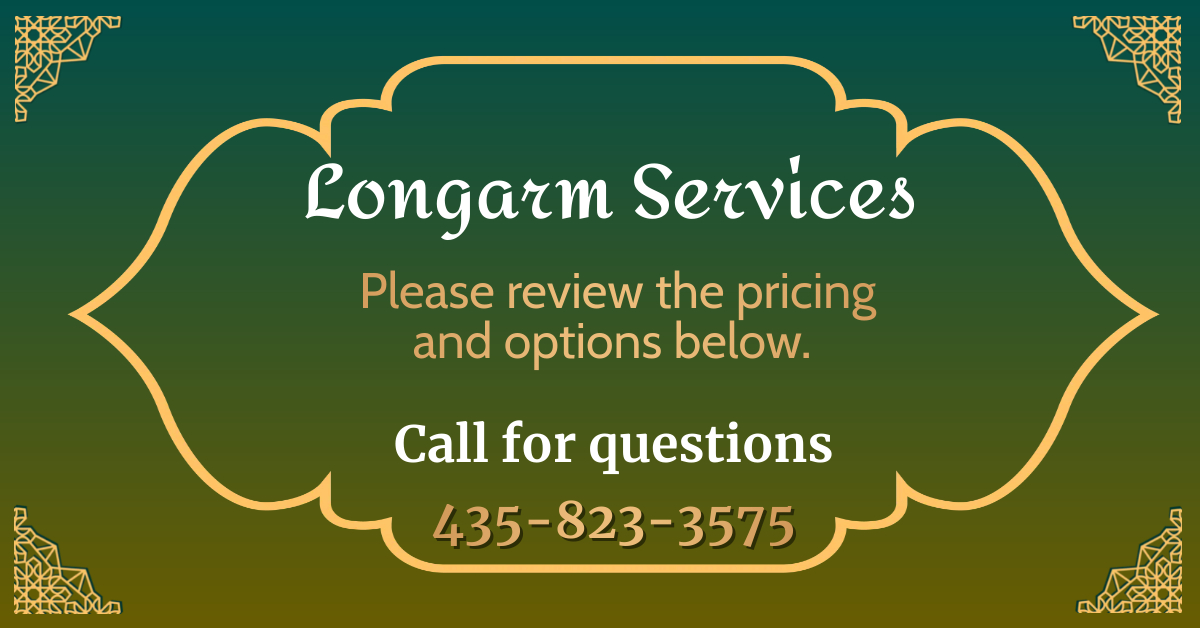 Longarm Services
Please review the pricing
and options below.
Call for questions
435-823-3575